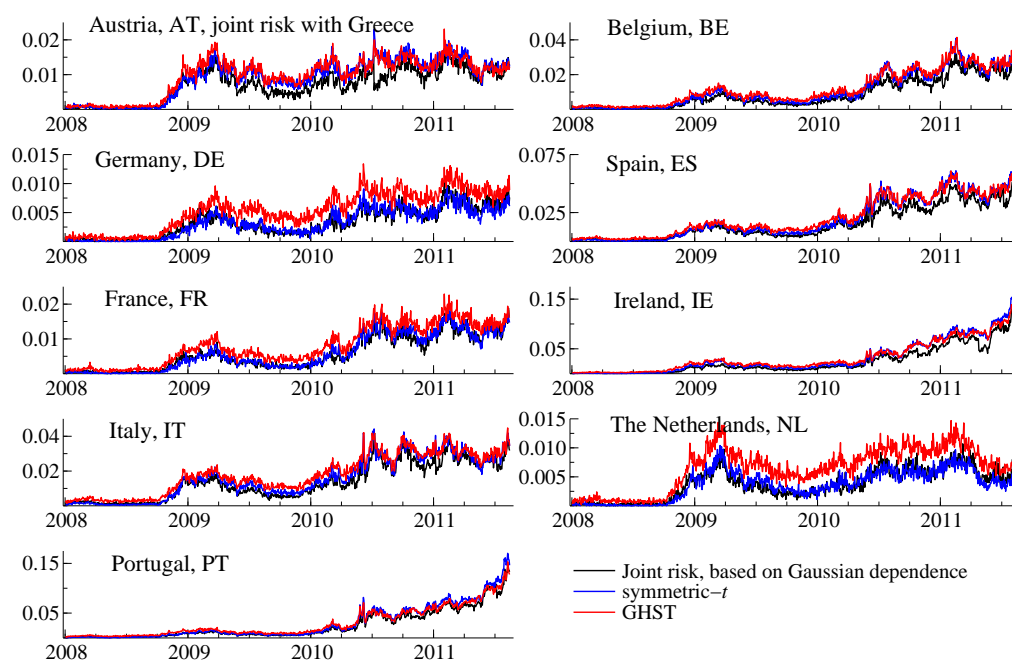 Austria, AT, joint risk with Greece
0.02
0.01
2008 2009 2010 2011
Belgium, BE
0.04
0.02
2008 2009 2010 2011
Germany, DE
0.015
0.010
0.005
2008 2009 2010 2011
Spain, ES
0.075
0.025
2008 2009 2010 2011
France, FR
0.02
0.01
2008 2009 2010 2011
Ireland, IE
0.15
0.05
2008 2009 2010 2011
Italy, IT
0.04
0.02
2008 2009 2010 2011
The Netherlands, NL
0.015
0.010
0.005
2008 2009 2010 2011
Portugal, PT
0.15
0.05
2008 2009 2010 2011
Joint risk, based on Gaussian dependence
symmetric−t
GHST